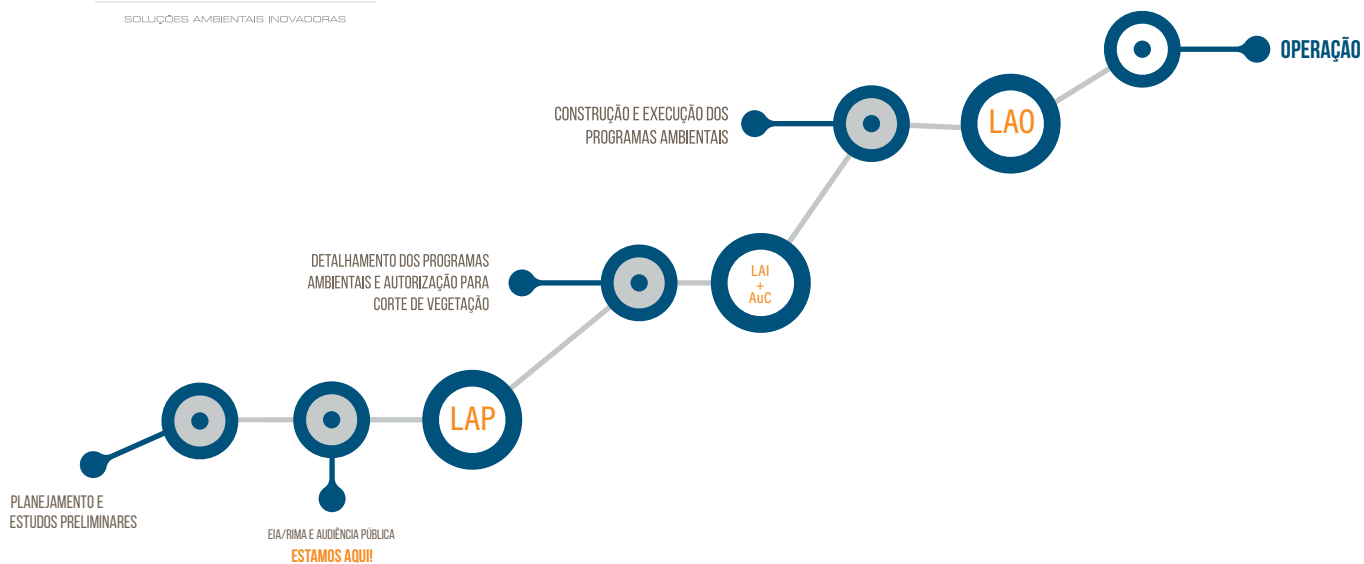 SOLUÇÕES AMBIENTAIS INOVADORAS
OPERAÇÃO
CONSTRUÇÃO E EXECUÇÃO DOS
PROGRAMAS AMBIENTAIS
LAO
DETALHAMENTO DOS PROGRAMAS
AMBIENTAIS E AUTORIZAÇÃO PARA
CORTE DE VEGETAÇÃO
LAI
+
AuC
LAP
PLANEJAMENTO E
ESTUDOS PRELIMINARES
EIA/RIMA E AUDIÊNCIA PÚBLICA
ESTAMOS AQUI!